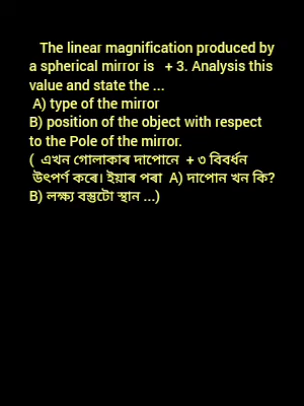 The linear magnification produced by
a spherical mirror is + 3. Analysis this
value and state the ...
A) type of the mirror
B) position of the object with respect
to the Pole of the mirror.
( এখন গোলাকাৰ দাপোনে + ৩ বিবৰ্ধন
উৎপৰ্ণ কৰে। ইয়াৰ পৰা A) দাপোন খন কি?
B) লক্ষ্য বস্তুটো স্থান ...)